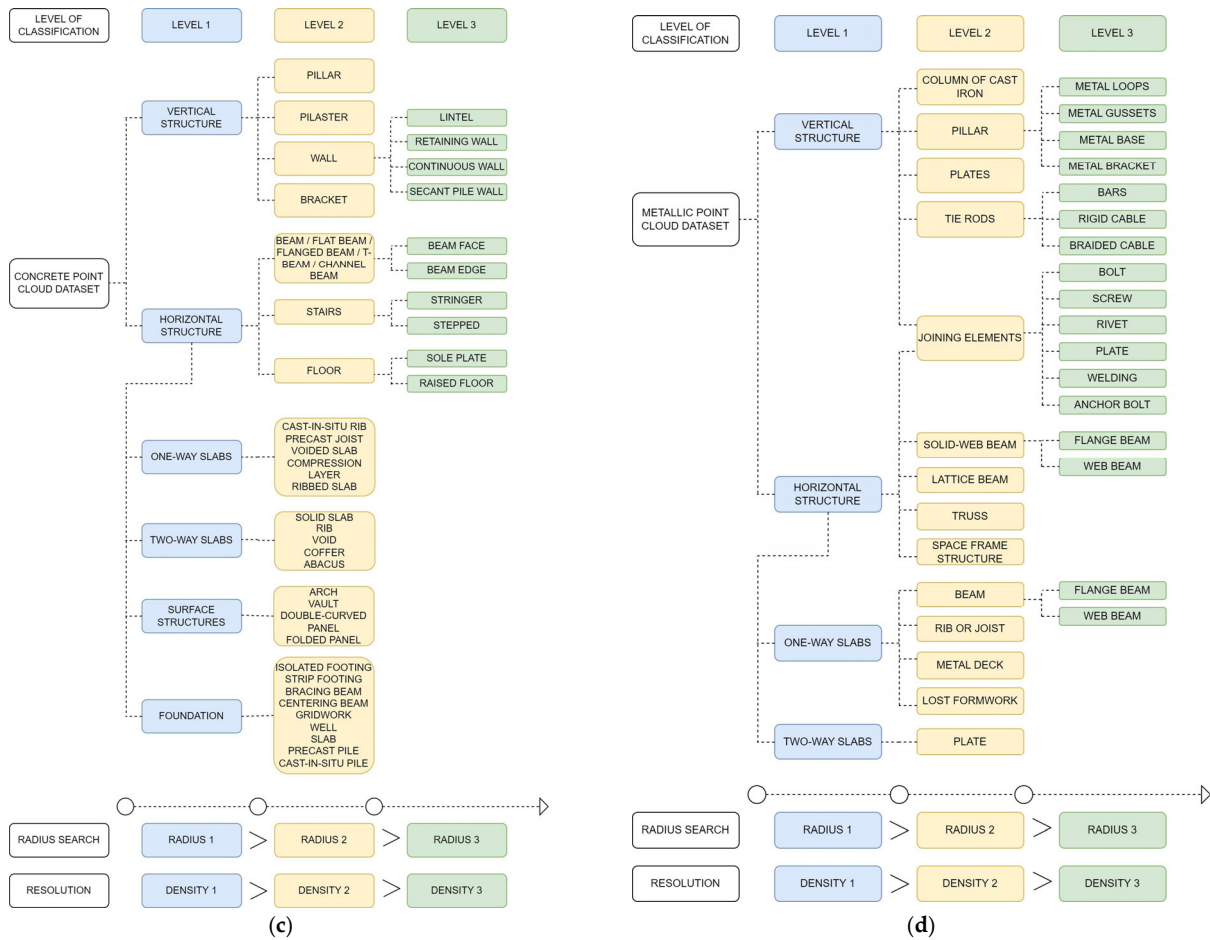 LEVEL OF
CLASSIFICATION
LEVEL 1
LEVEL 2
LEVEL 3
PILLAR
VERTICAL
STRUCTURE
PILASTER
LINTEL
RETAINING WALL
WALL
CONTINUOUS WALL
SECANT PILE WALL
BRACKET
CONCRETE POINT
CLOUD DATASET
BEAM / FLAT BEAM /
FLANGED BEAM / T-
BEAM / CHANNEL
BEAM
BEAM FACE
BEAM EDGE
HORIZONTAL
STRUCTURE
STAIRS
STRINGER
STEPPED
FLOOR
SOLE PLATE
RAISED FLOOR
ONE-WAY SLABS
CAST-IN-SITU RIB
PRECAST JOIST
VOIDED SLAB
COMPRESSION
LAYER
RIBBED SLAB
TWO-WAY SLABS
SOLID SLAB
RIB
VOID
COFFER
ABACUS
SURFACE
STRUCTURES
ARCH
VAULT
DOUBLE-CURVED
PANEL
FOLDED PANEL
FOUNDATION
ISOLATED FOOTING
STRIP FOOTING
BRACING BEAM
CENTERING BEAM
GRIDWORK
WELL
SLAB
PRECAST PILE
CAST-IN-SITU PILE
RADIUS SEARCH
RADIUS 1
>
RADIUS 2
>
RADIUS 3
RESOLUTION
DENSITY 1
>
DENSITY 2
>
DENSITY 3
(c)
LEVEL OF
CLASSIFICATION
LEVEL 1
LEVEL 2
LEVEL 3
COLUMN OF CAST
IRON
METAL LOOPS
METAL GUSSETS
VERTICAL
STRUCTURE
PILLAR
METAL BASE
METAL BRACKET
PLATES
BARS
METALLIC POINT
CLOUD DATASET
TIE RODS
RIGID CABLE
BRAIDED CABLE
BOLT
SCREW
RIVET
JOINING ELEMENTS
PLATE
WELDING
ANCHOR BOLT
SOLID-WEB BEAM
FLANGE BEAM
WEB BEAM
HORIZONTAL
STRUCTURE
LATTICE BEAM
TRUSS
SPACE FRAME
STRUCTURE
BEAM
FLANGE BEAM
WEB BEAM
ONE-WAY SLABS
RIB OR JOIST
METAL DECK
LOST FORMWORK
TWO-WAY SLABS
PLATE
RADIUS SEARCH
RADIUS 1
>
RADIUS 2
>
RADIUS 3
RESOLUTION
DENSITY 1
>
DENSITY 2
>
DENSITY 3
(d)